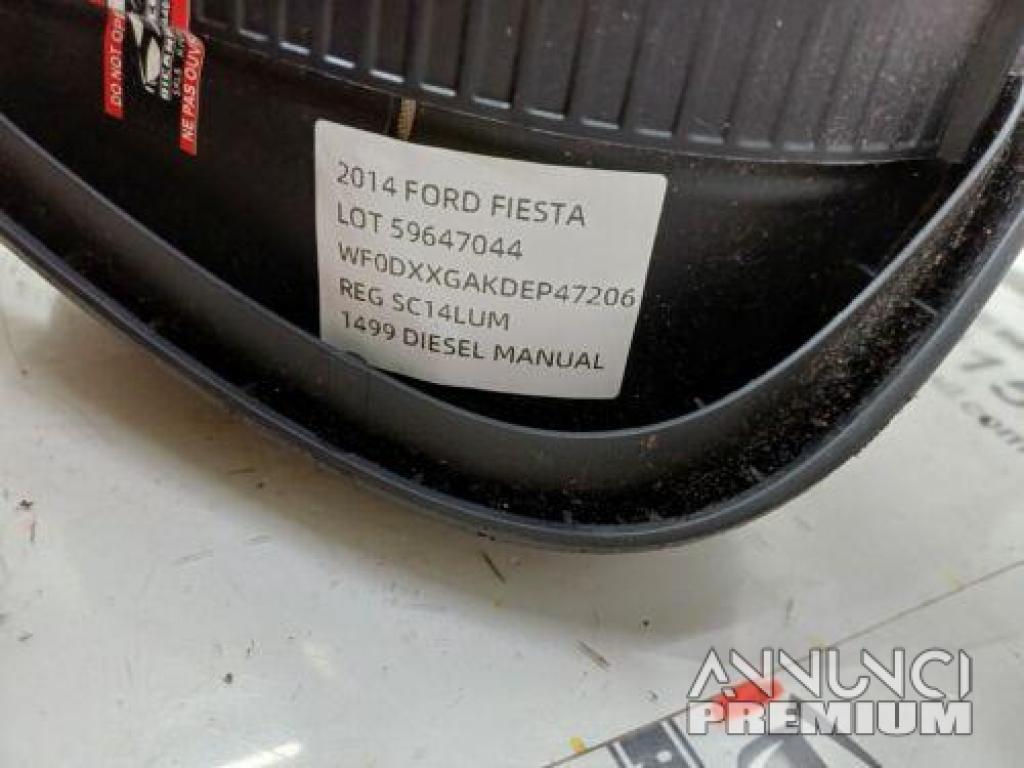 DO NOT OP
NE PAS OUV
2014 FORD FIESTA
LOT 59647044
WF0DXXGAKDEP47206
REG SC14LUM
1499 DIESEL MANUAL
ANNUNCI
PREMIUM